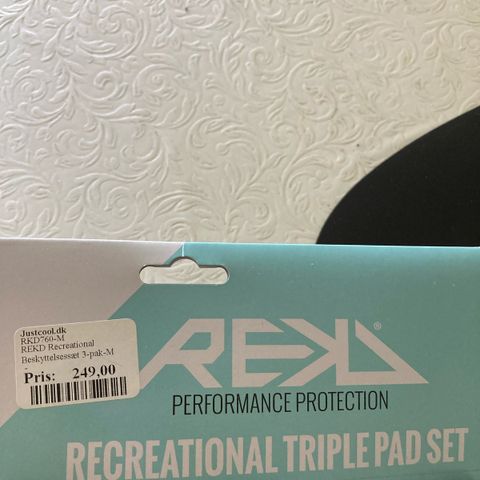 Justcool.dk
RKD760-M
REKD Recreational
Beskyttelsessæt 3-pak-M
-
Pris: 249,00
REKD®
PERFORMANCE PROTECTION
RECREATIONAL TRIPLE PAD SET